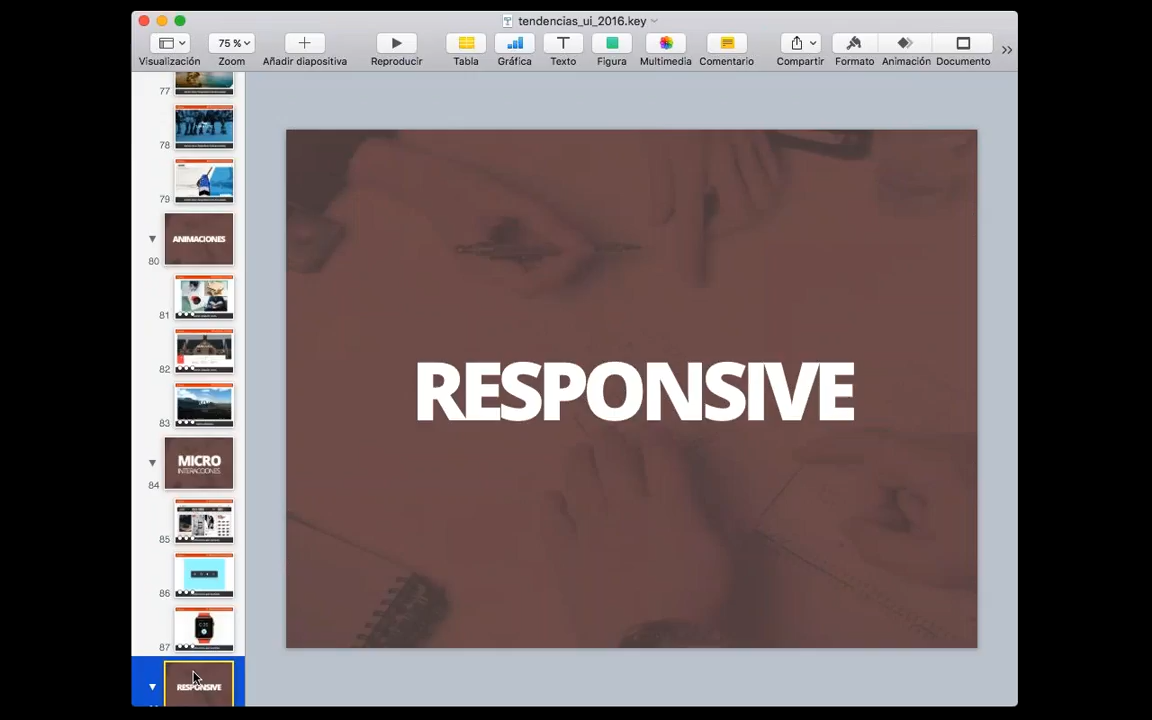 tendencias_ui_2016.key
75 %
Visualización
Zoom
Añadir diapositiva
Reproducir
Tabla
Gráfica
Texto
Figura
Multimedia
Comentario
Compartir
Formato
Animación
Documento
77
78
79
ANIMACIONES
80
81
82
83
MICRO
INTERACCIONES
84
85
86
87
RESPONSIVE
RESPONSIVE